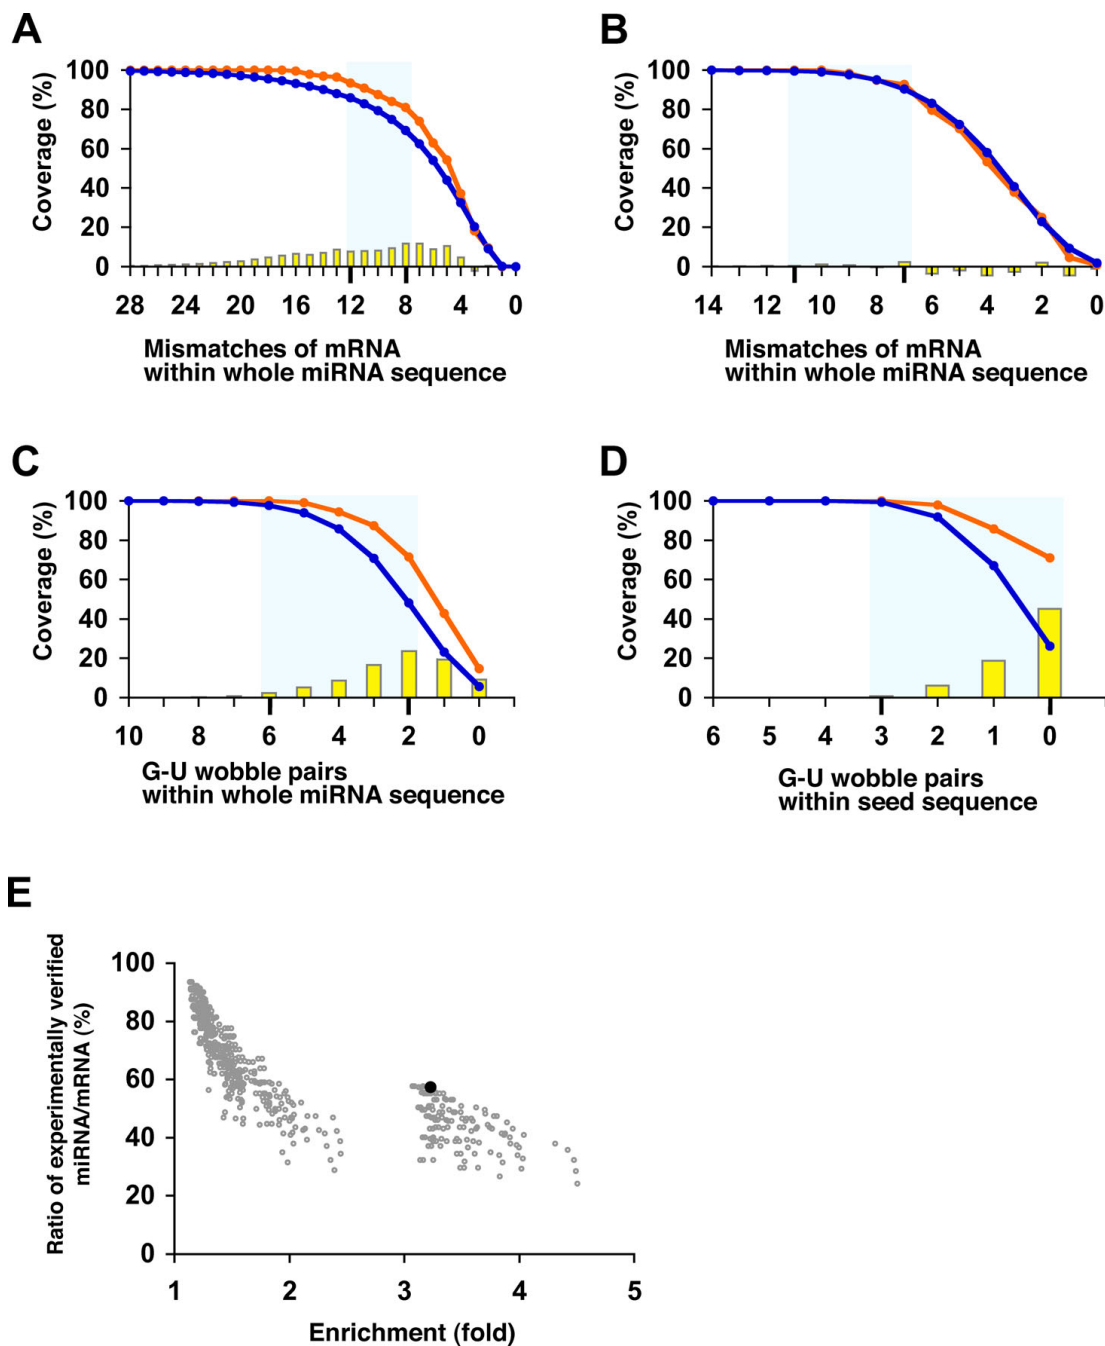 A
Coverage (%)
100
80
60
40
20
0
28 24 20 16 12 8 4 0
Mismatches of mRNA
within whole miRNA sequence
B
Coverage (%)
100
80
60
40
20
0
14 12 10 8 6 4 2 0
Mismatches of mRNA
within whole miRNA sequence
C
Coverage (%)
100
80
60
40
20
0
10 8 6 4 2 0
G-U wobble pairs
within whole miRNA sequence
D
Coverage (%)
100
80
60
40
20
0
6 5 4 3 2 1 0
G-U wobble pairs
within seed sequence
E
Ratio of experimentally verified
miRNA/mRNA (%)
100
80
60
40
20
0
1 2 3 4 5
Enrichment (fold)